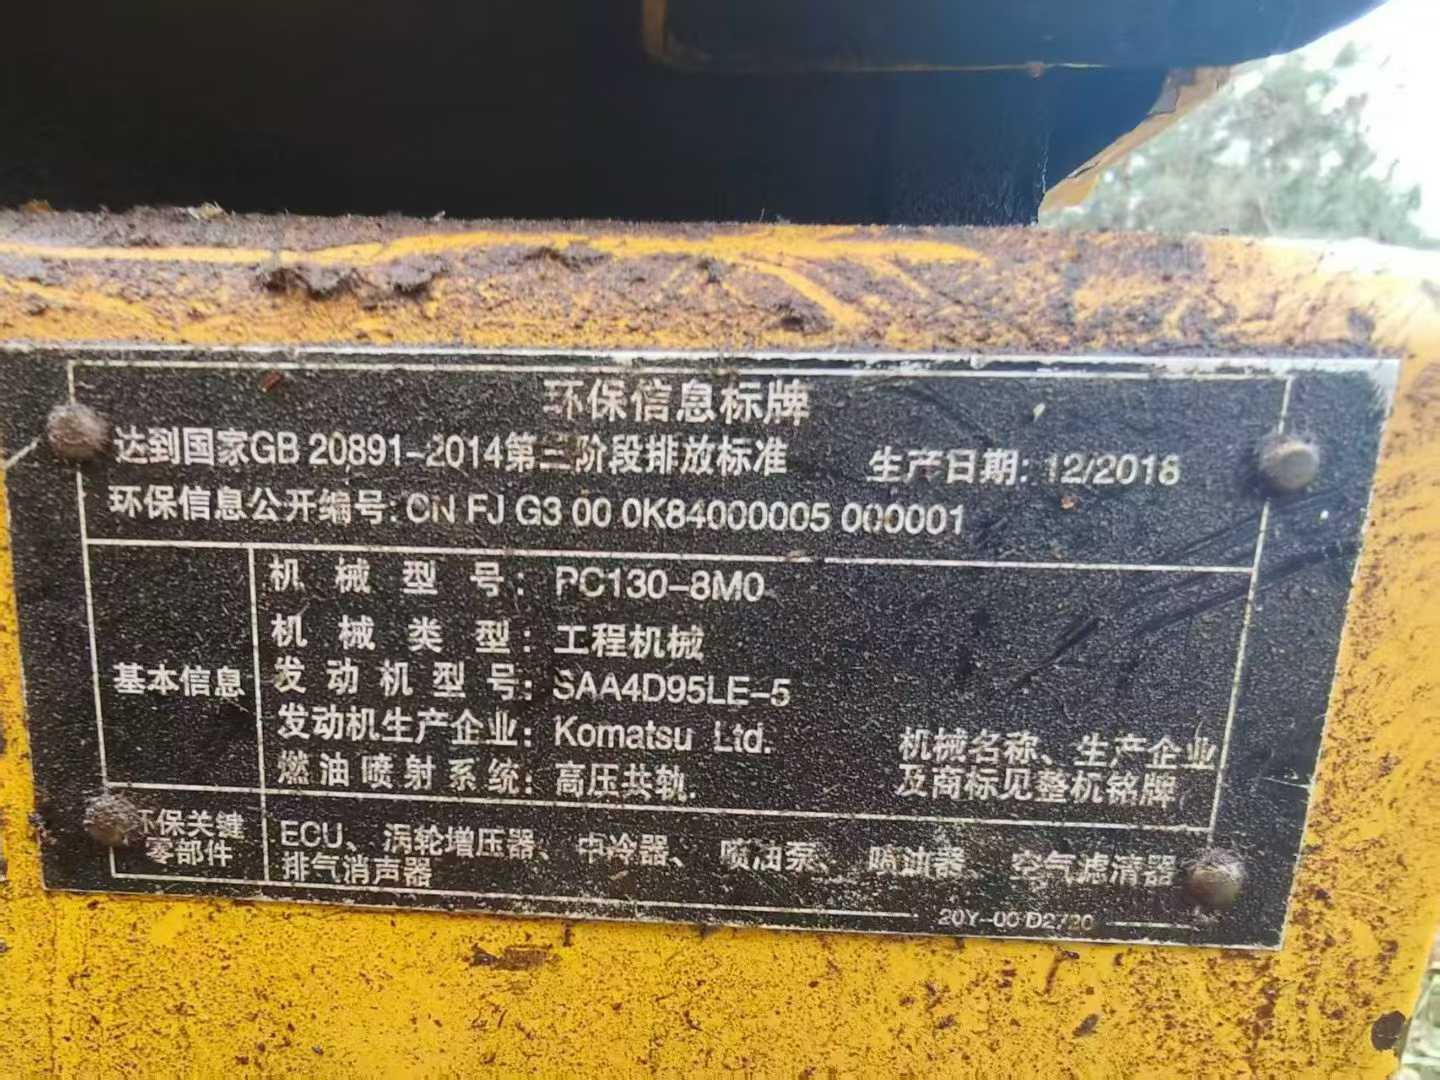 环保信息标牌
达到国家GB 20891-2014第三阶段排放标准 生产日期: 12/2018
环保信息公开编号: CN FJ G3 00 0K84000005 000001
基本信息
机械型号: PC130-8M0
机械类型: 工程机械
发动机型号: SAA4D95LE-5
发动机生产企业: Komatsu Ltd.
燃油喷射系统: 高压共轨.
机械名称、生产企业
及商标见整机铭牌
环保关键
零部件
ECU、涡轮增压器、中冷器、喷油泵、喷油器、空气滤清器
排气消声器
20Y-00-D2720